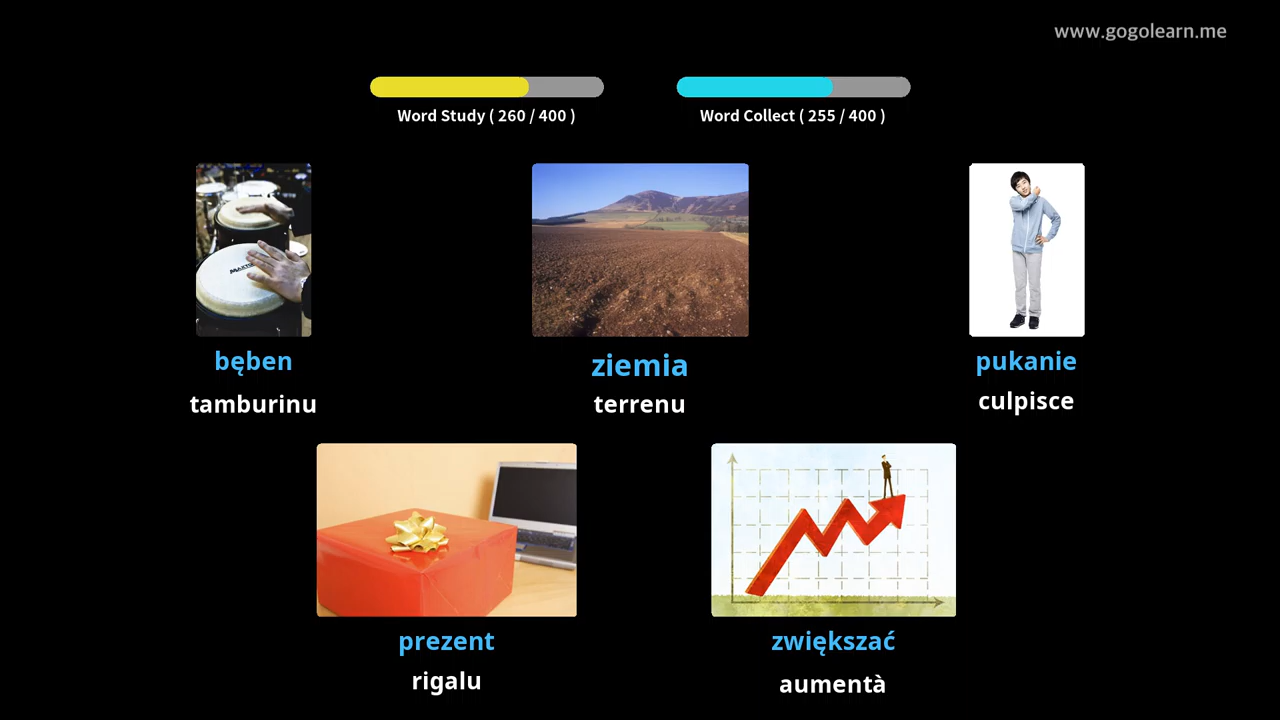 www.gogolearn.me
Word Study ( 260 / 400 )
Word Collect ( 255 / 400 )
bęben
ziemia
pukanie
tamburinu
terrenu
culpisce
prezent
zwiększać
rigalu
aumentà